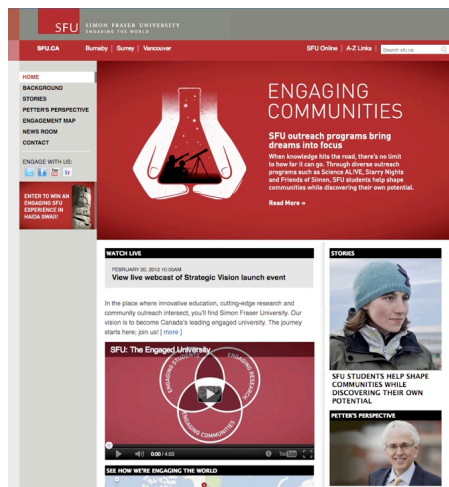 SFU
SIMON FRASER UNIVERSITY
ENGAGING THE WORLD
SFU.CA
Burnaby | Surrey | Vancouver
SFU Online | A-Z Links |
Search sfu.ca
HOME
BACKGROUND
STORIES
PETTER'S PERSPECTIVE
ENGAGEMENT MAP
NEWS ROOM
CONTACT
ENGAGE WITH US:
ENTER TO WIN AN
ENGAGING SFU
EXPERIENCE IN
HAIDA GWAII!
ENGAGING
COMMUNITIES
SFU outreach programs bring
dreams into focus
When knowledge hits the road, there's no limit
to how far it can go. Through diverse outreach
programs such as Science ALIVE, Starry Nights
and Friends of Simon, SFU students help shape
communities while discovering their own potential.
Read More »
WATCH LIVE
FEBRUARY 20, 2012 10:00AM
View live webcast of Strategic Vision launch event
In the place where innovative education, cutting-edge research and
community outreach intersect, you'll find Simon Fraser University. Our
vision is to become Canada's leading engaged university. The journey
starts here; join us! [ more ]
SFU: The Engaged University
ENGAGING STUDENTS
ENGAGING RESEARCH
ENGAGING COMMUNITIES
0:00 / 4:03
YouTube
SEE HOW WE'RE ENGAGING THE WORLD
STORIES
SFU STUDENTS HELP SHAPE
COMMUNITIES WHILE
DISCOVERING THEIR OWN
POTENTIAL
PETTER'S PERSPECTIVE